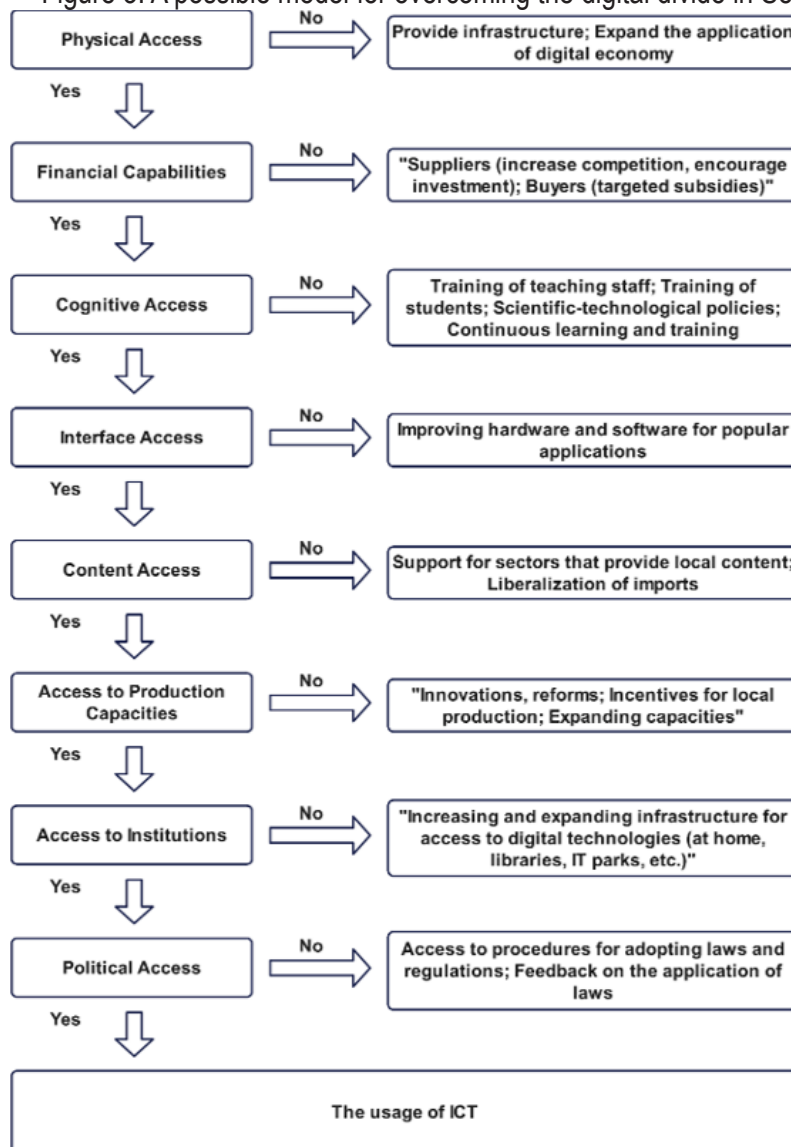 Figure 6. A possible model for overcoming the digital divide in
Physical Access
No
Provide infrastructure; Expand the application
of digital economy
Yes
Financial Capabilities
No
"Suppliers (increase competition, encourage
investment); Buyers (targeted subsidies)"
Yes
Cognitive Access
No
Training of teaching staff; Training of
students; Scientific-technological policies;
Continuous learning and training
Yes
Interface Access
No
Improving hardware and software for popular
applications
Yes
Content Access
No
Support for sectors that provide local content;
Liberalization of imports
Yes
Access to Production
Capacities
No
"Innovations, reforms; Incentives for local
production; Expanding capacities"
Yes
Access to Institutions
No
"Increasing and expanding infrastructure for
access to digital technologies (at home,
libraries, IT parks, etc.)"
Yes
Political Access
No
Access to procedures for adopting laws and
regulations; Feedback on the application of
laws
Yes
The usage of ICT